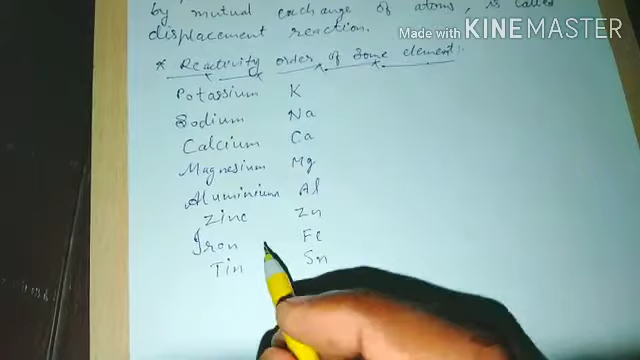 by mutual exchange of atoms, is called
displacement reaction.
Made with KINEMASTER
* Reactivity order of Some element:
Potassium K
Sodium Na
Calcium Ca
Magnesium Mg
Aluminium Al
Zinc Zn
Iron Fe
Tin Sn